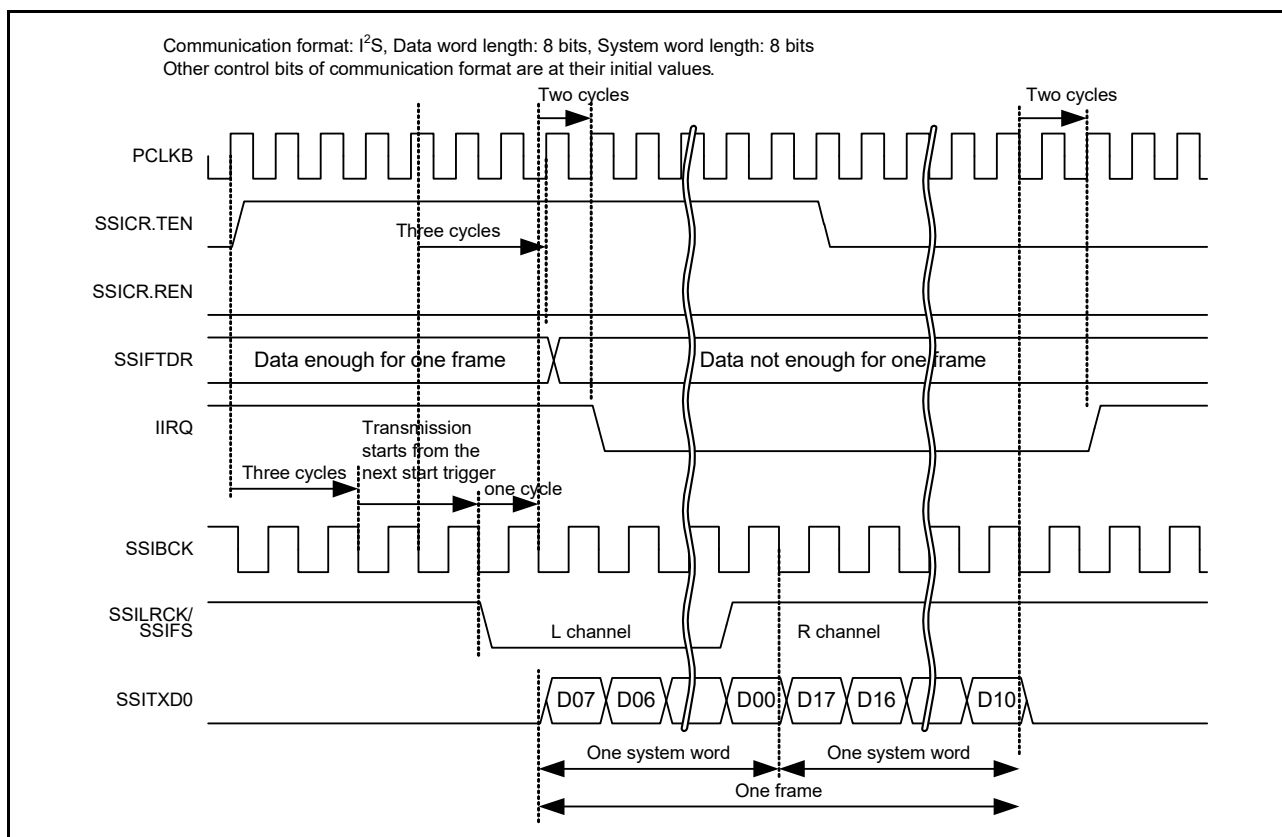 Communication format: I²S, Data word length: 8 bits, System word length: 8 bits
Other control bits of communication format are at their initial values.
Two cycles
Two cycles
PCLKB
SSICR.TEN
Three cycles
SSICR.REN
SSIFTDR
Data enough for one frame
Data not enough for one frame
IIRQ
Transmission
starts from the
next start trigger
Three cycles
one cycle
SSIBCK
SSILRCK/
SSIFS
L channel
R channel
SSITXD0
D07
D06
D00
D17
D16
D10
One system word
One system word
One frame